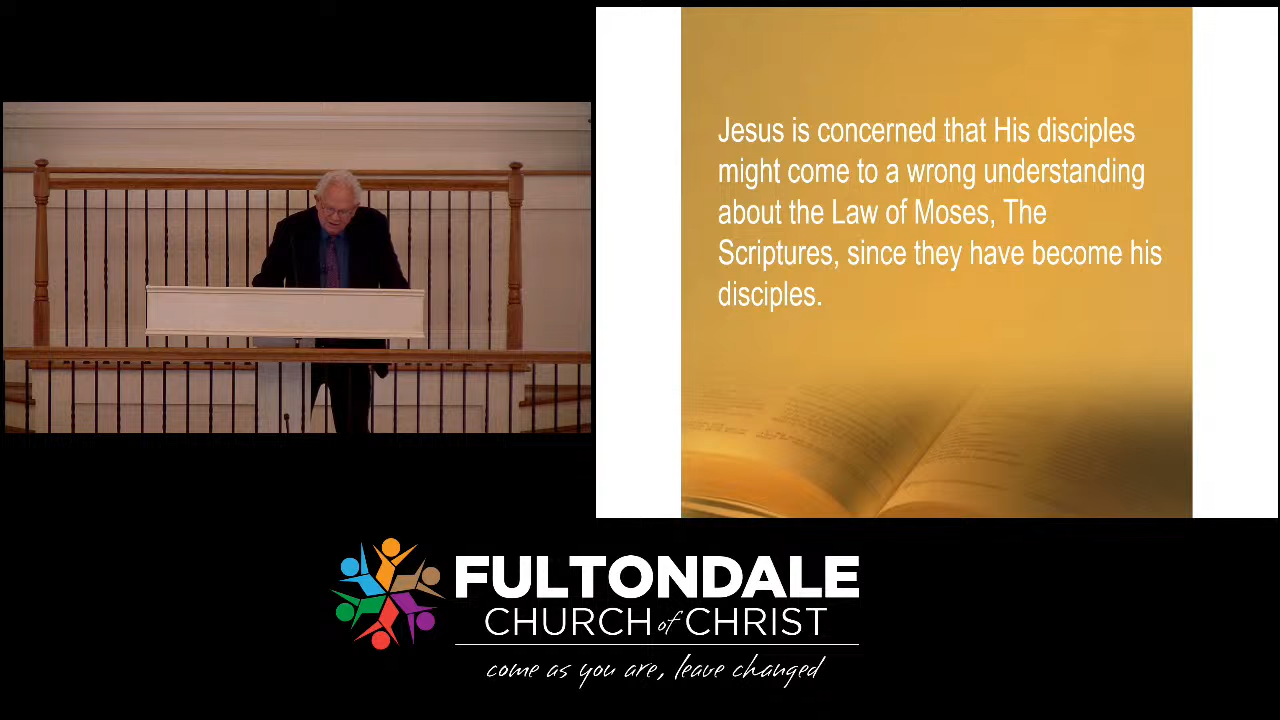 Jesus is concerned that His disciples
might come to a wrong understanding
about the Law of Moses, The
Scriptures, since they have become his
disciples.
FULTONDALE
CHURCH of CHRIST
come as you are, leave changed